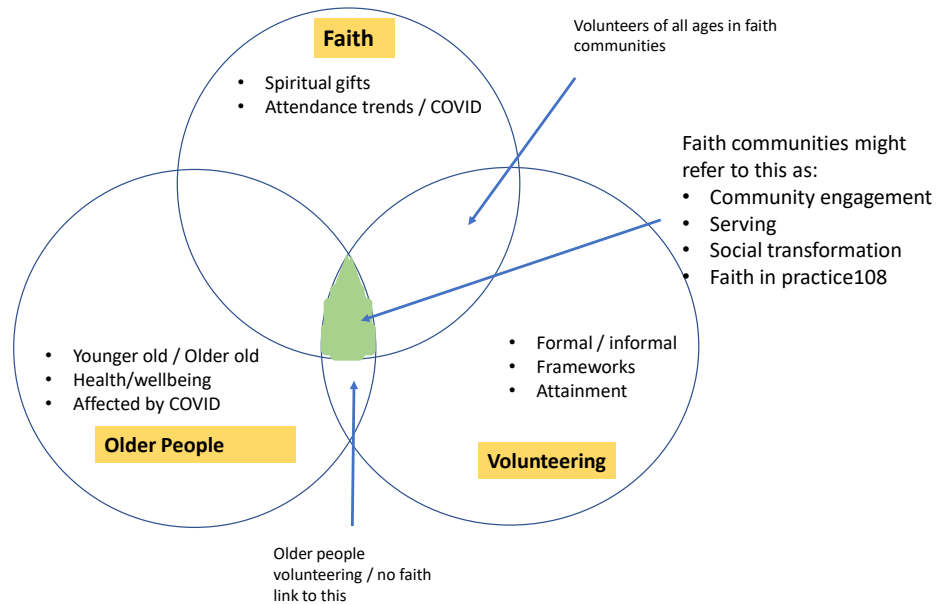 Faith
• Spiritual gifts
• Attendance trends / COVID
Volunteers of all ages in faith
communities
Faith communities might
refer to this as:
• Community engagement
• Serving
• Social transformation
• Faith in practice108
• Younger old / Older old
• Health/wellbeing
• Affected by COVID
Older People
• Formal / informal
• Frameworks
• Attainment
Volunteering
Older people
volunteering / no faith
link to this